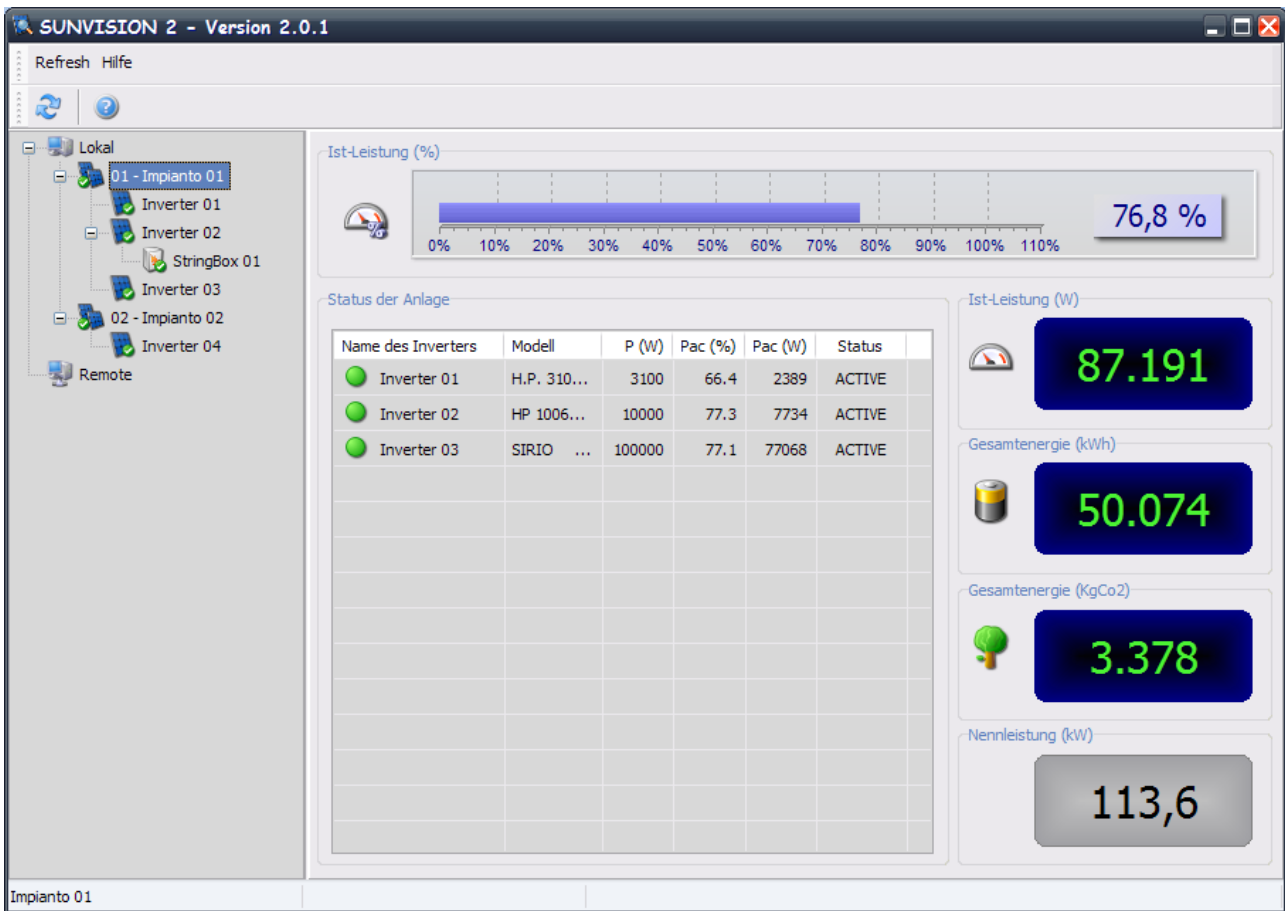 SUNVISION 2 - Version 2.0.1
Refresh Hilfe
Lokal
01 - Impianto 01
Inverter 01
Inverter 02
StringBox 01
Inverter 03
02 - Impianto 02
Inverter 04
Remote
Ist-Leistung (%)
0% 10% 20% 30% 40% 50% 60% 70% 80% 90% 100% 110%
76,8 %
Status der Anlage
Name des Inverters Modell P (W) Pac (%) Pac (W) Status
Inverter 01 H.P. 310... 3100 66.4 2389 ACTIVE
Inverter 02 HP 1006... 10000 77.3 7734 ACTIVE
Inverter 03 SIRIO ... 100000 77.1 77068 ACTIVE
Ist-Leistung (W)
87.191
Gesamtenergie (kWh)
50.074
Gesamtenergie (KgCo2)
3.378
Nennleistung (kW)
113,6
Impianto 01